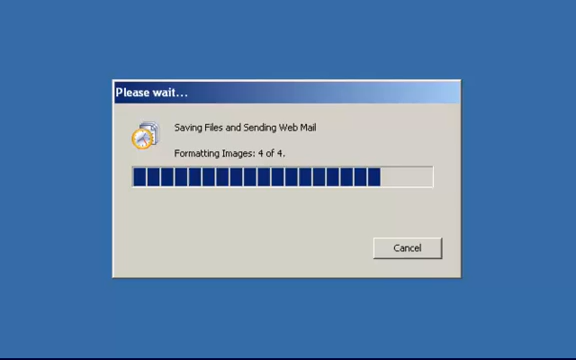 Please wait...
Saving Files and Sending Web Mail
Formatting Images: 4 of 4.
Cancel